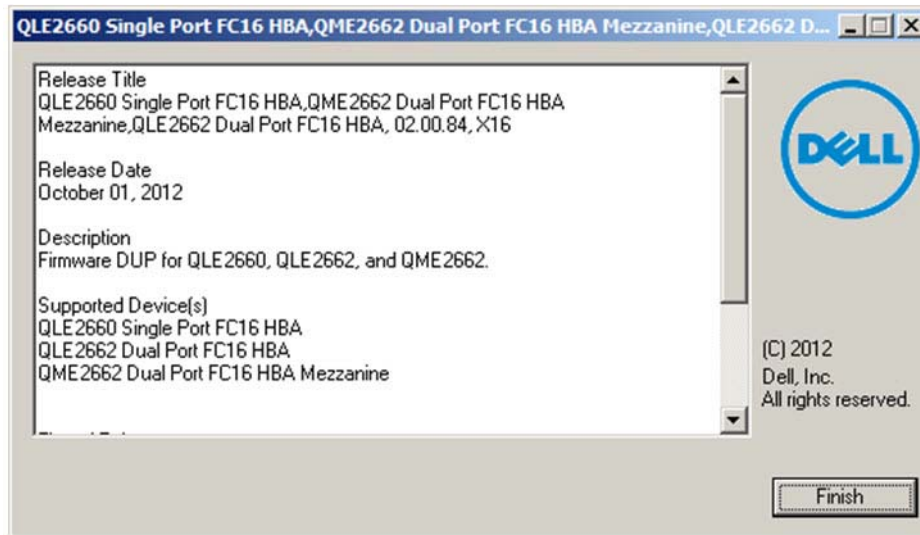 QLE2660 Single Port FC16 HBA,QME2662 Dual Port FC16 HBA Mezzanine,QLE2662 D...
Release Title
QLE2660 Single Port FC16 HBA,QME2662 Dual Port FC16 HBA
Mezzanine,QLE2662 Dual Port FC16 HBA, 02.00.84, X16
Release Date
October 01, 2012
Description
Firmware DUP for QLE2660, QLE2662, and QME2662.
Supported Device(s)
QLE2660 Single Port FC16 HBA
QLE2662 Dual Port FC16 HBA
QME2662 Dual Port FC16 HBA Mezzanine
DELL
(C) 2012
Dell, Inc.
All rights reserved.
Finish